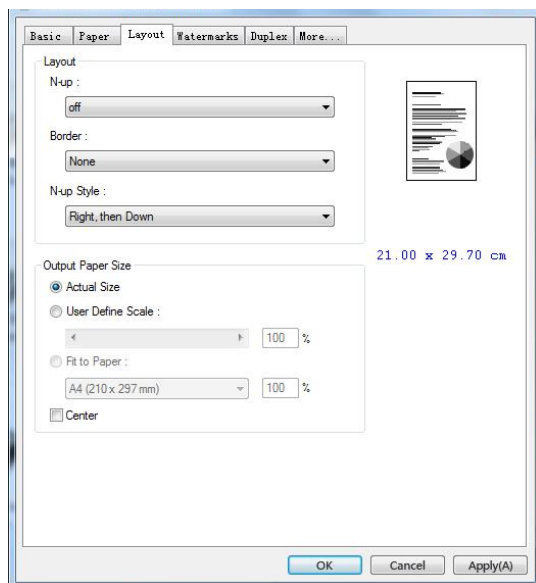 Basic Paper Layout Watermarks Duplex More...
Layout
N-up :
off
Border :
None
N-up Style :
Right, then Down
21.00 x 29.70 cm
Output Paper Size
Actual Size
User Define Scale :
100 %
Fit to Paper :
A4 (210 x 297 mm) 100 %
Center
OK Cancel Apply(A)